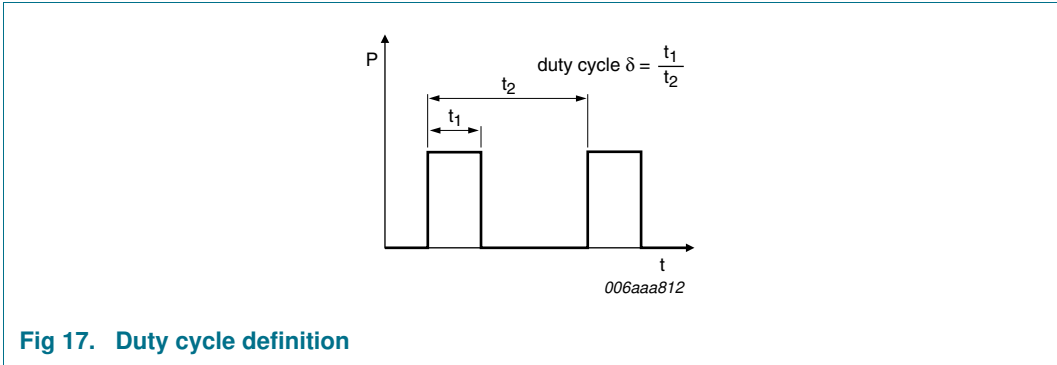 P
duty cycle δ = t1/t2
t2
t1
t
006aaa812
Fig 17. Duty cycle definition